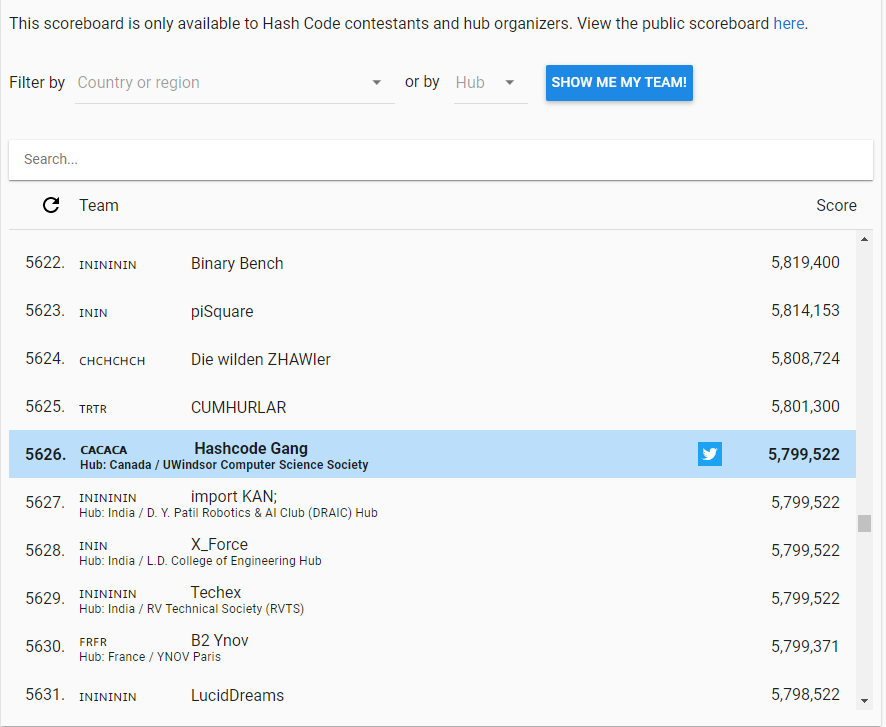 This scoreboard is only available to Hash Code contestants and hub organizers. View the public scoreboard here.
Filter by Country or region or by Hub SHOW ME MY TEAM!
Search...
Team Score
5622. ININININ Binary Bench 5,819,400
5623. ININ piSquare 5,814,153
5624. CHCHCHCH Die wilden ZHAWler 5,808,724
5625. TRTR CUMHURLAR 5,801,300
5626. CACACA Hashcode Gang 5,799,522
Hub: Canada / UWindsor Computer Science Society
5627. ININININ import KAN; 5,799,522
Hub: India / D. Y. Patil Robotics & AI Club (DRAIC) Hub
5628. ININ X_Force 5,799,522
Hub: India / L.D. College of Engineering Hub
5629. ININININ Techex 5,799,522
Hub: India / RV Technical Society (RVTS)
5630. FRFR B2 Ynov 5,799,371
Hub: France / YNOV Paris
5631. ININININ LucidDreams 5,798,522